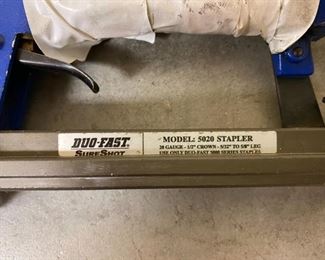 DUO-FAST.
SURESHOT
MODEL: 5020 STAPLER
20 GAUGE - 1/2" CROWN - 5/32" TO 5/8" LEG
USE ONLY DUO-FAST 5000 SERIES STAPLES